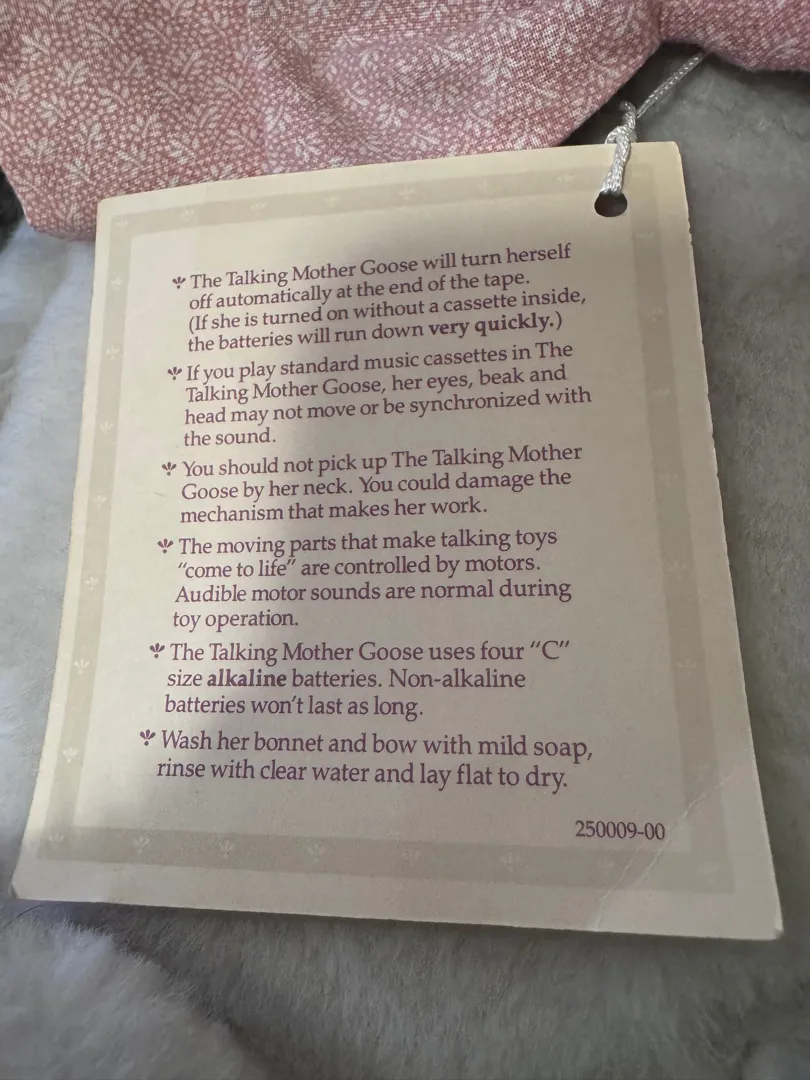 The Talking Mother Goose will turn herself
off automatically at the end of the tape.
(If she is turned on without a cassette inside,
the batteries will run down very quickly.)
If you play standard music cassettes in The
Talking Mother Goose, her eyes, beak and
head may not move or be synchronized with
the sound.
You should not pick up The Talking Mother
Goose by her neck. You could damage the
mechanism that makes her work.
The moving parts that make talking toys
"come to life" are controlled by motors.
Audible motor sounds are normal during
toy operation.
The Talking Mother Goose uses four "C"
size alkaline batteries. Non-alkaline
batteries won't last as long.
Wash her bonnet and bow with mild soap,
rinse with clear water and lay flat to dry.
250009-00